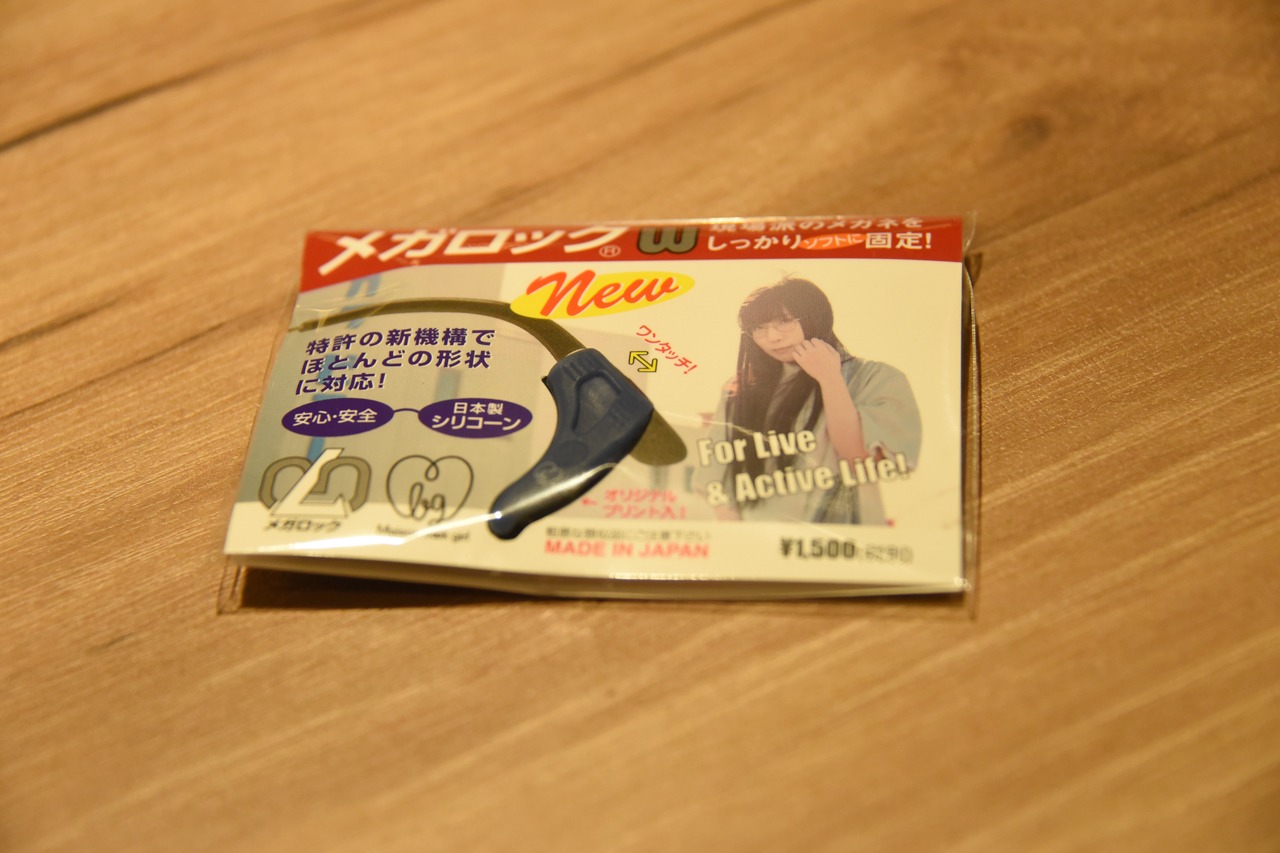 メガロック® W
現場派のメガネを
しっかりソフトに固定!
New
特許の新機構で
ほとんどの形状
に対応!
ワンタッチ!
安心・安全
日本製
シリコーン
For Live
& Active Life!
bg
メガロック
オリジナル
プリント入!
MADE IN JAPAN
¥1,500